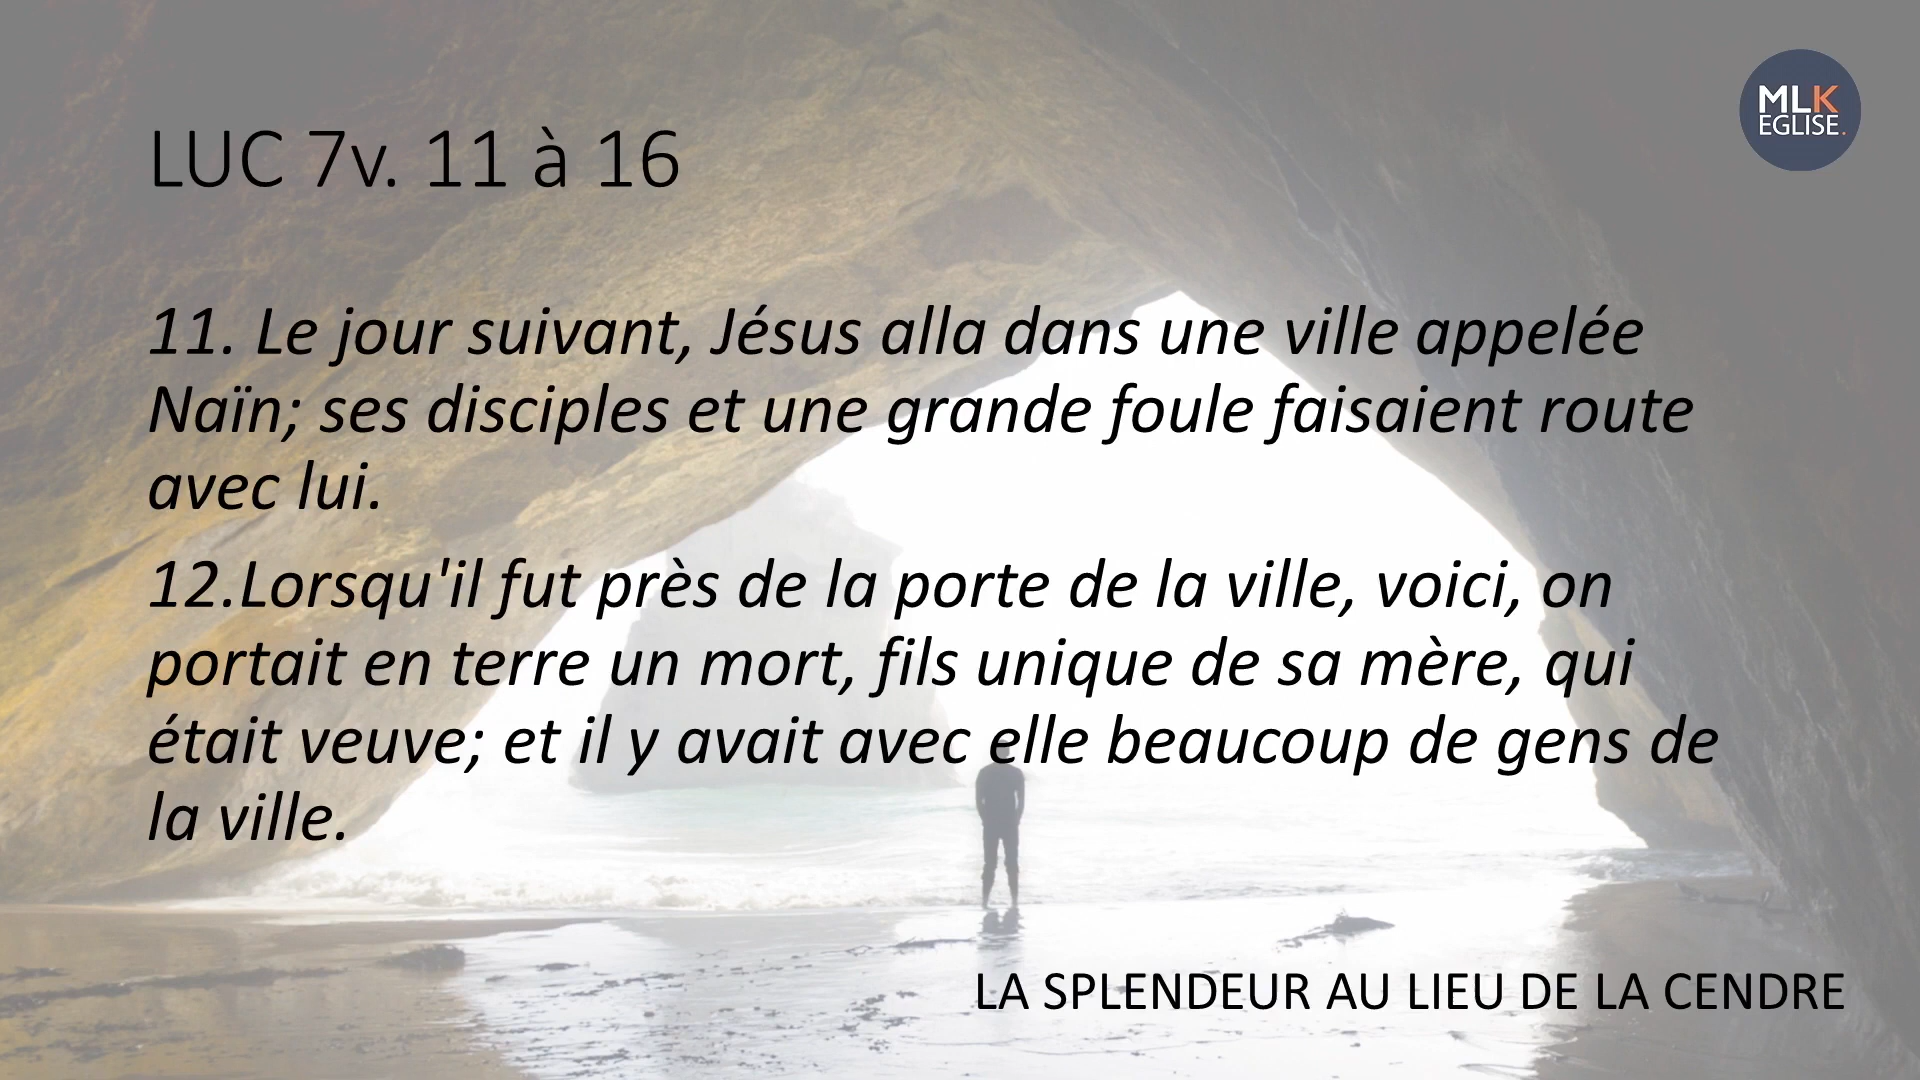 MLK
EGLISE.
LUC 7v. 11 à 16
11. Le jour suivant, Jésus alla dans une ville appelée
Naïn; ses disciples et une grande foule faisaient route
avec lui.
12.Lorsqu'il fut près de la porte de la ville, voici, on
portait en terre un mort, fils unique de sa mère, qui
était veuve; et il y avait avec elle beaucoup de gens de
la ville.
LA SPLENDEUR AU LIEU DE LA CENDRE